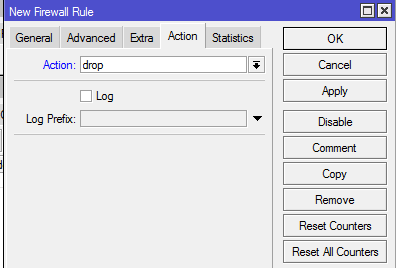 New Firewall Rule
General Advanced Extra Action Statistics
Action: drop
Log
Log Prefix:
OK
Cancel
Apply
Disable
Comment
Copy
Remove
Reset Counters
Reset All Counters